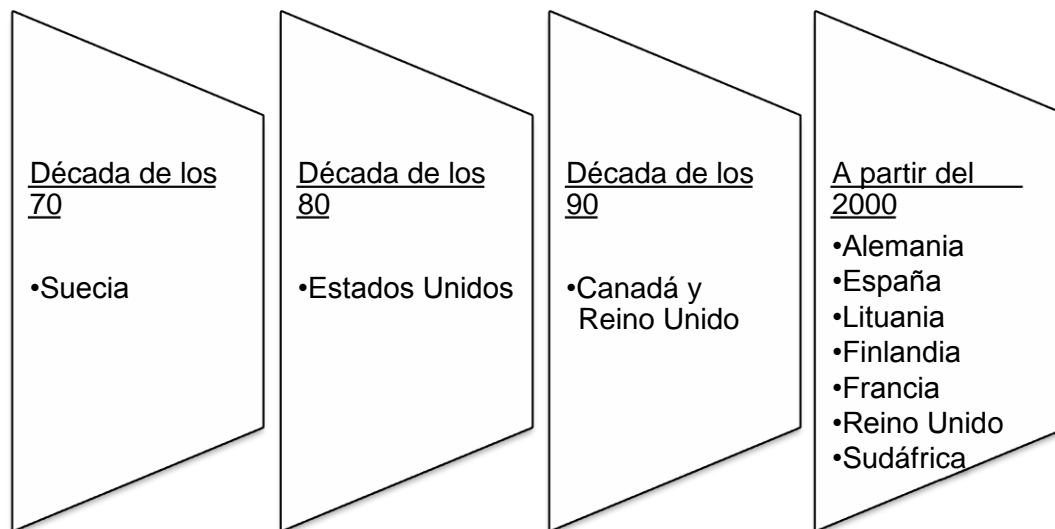 Década de los
70
•Suecia
Década de los
80
•Estados Unidos
Década de los
90
•Canadá y
Reino Unido
A partir del
2000
•Alemania
•España
•Lituania
•Finlandia
•Francia
•Reino Unido
•Sudáfrica